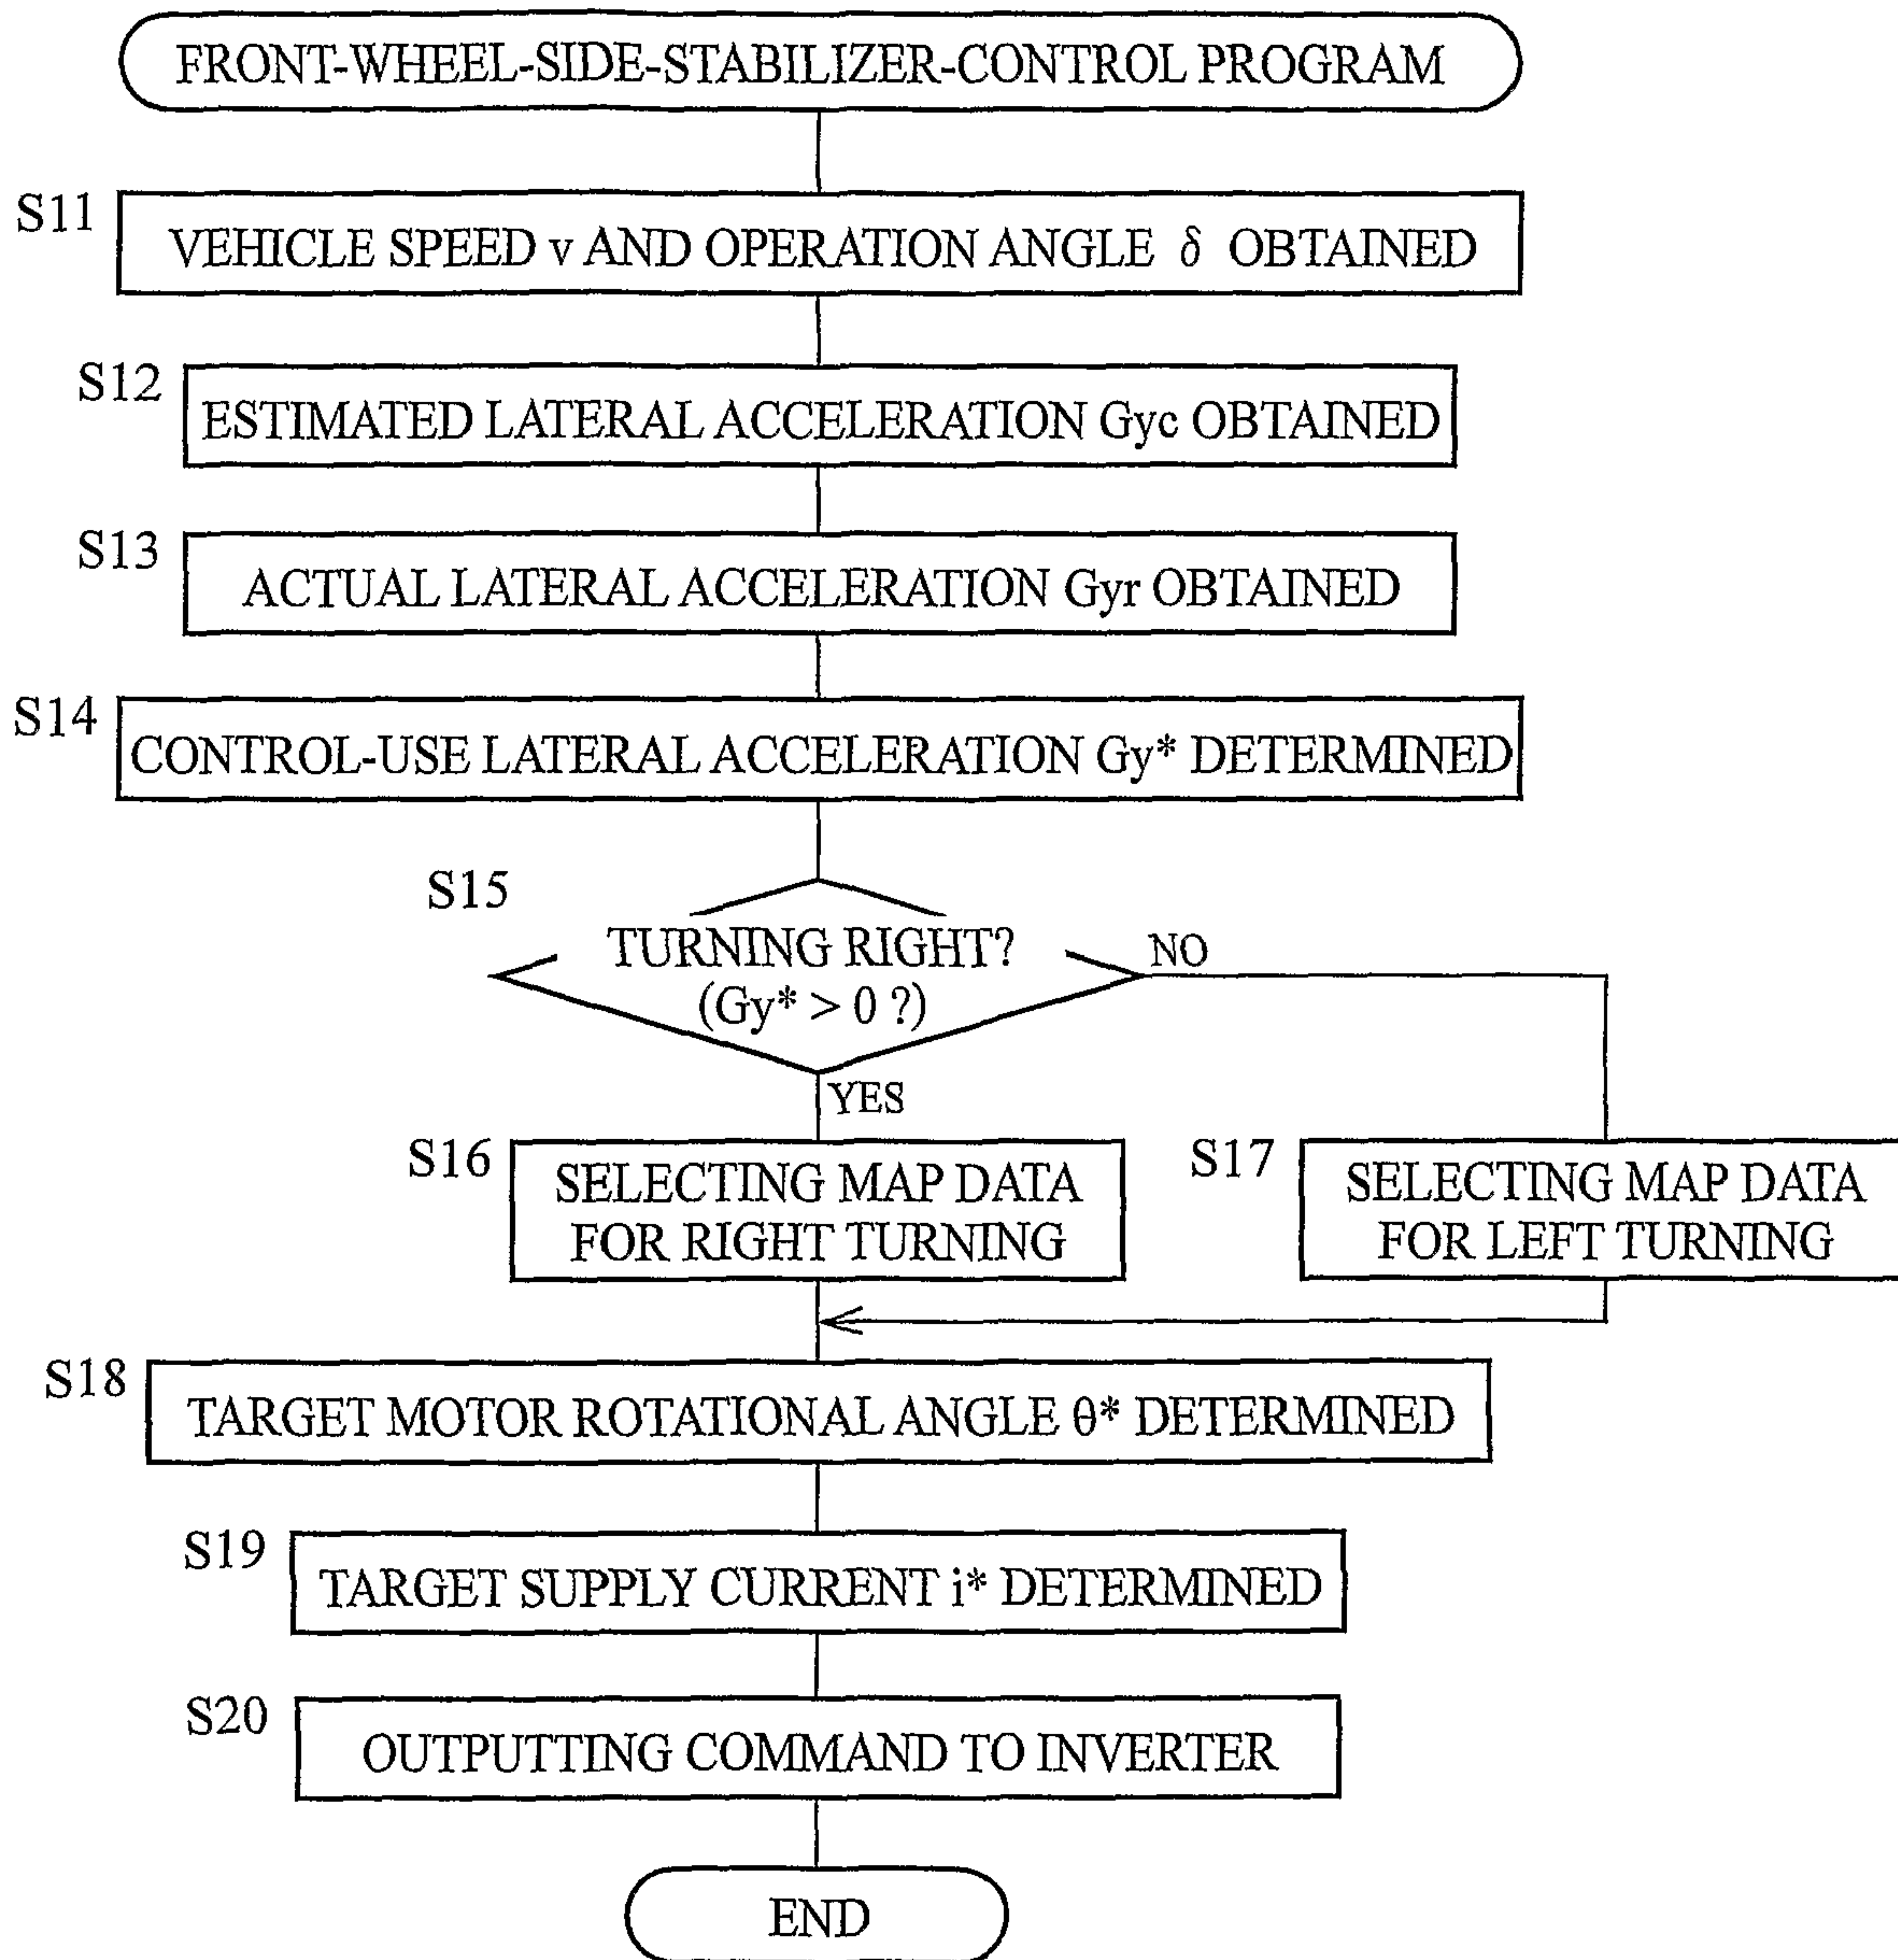 FRONT-WHEEL-SIDE-STABILIZER-CONTROL PROGRAM
S11
VEHICLE SPEED v AND OPERATION ANGLE δ OBTAINED
S12
ESTIMATED LATERAL ACCELERATION Gyc OBTAINED
S13
ACTUAL LATERAL ACCELERATION Gyr OBTAINED
S14
CONTROL-USE LATERAL ACCELERATION Gy* DETERMINED
S15
TURNING RIGHT?
(Gy* > 0 ?)
NO
YES
S16
SELECTING MAP DATA
FOR RIGHT TURNING
S17
SELECTING MAP DATA
FOR LEFT TURNING
S18
TARGET MOTOR ROTATIONAL ANGLE θ* DETERMINED
S19
TARGET SUPPLY CURRENT i* DETERMINED
S20
OUTPUTTING COMMAND TO INVERTER
END